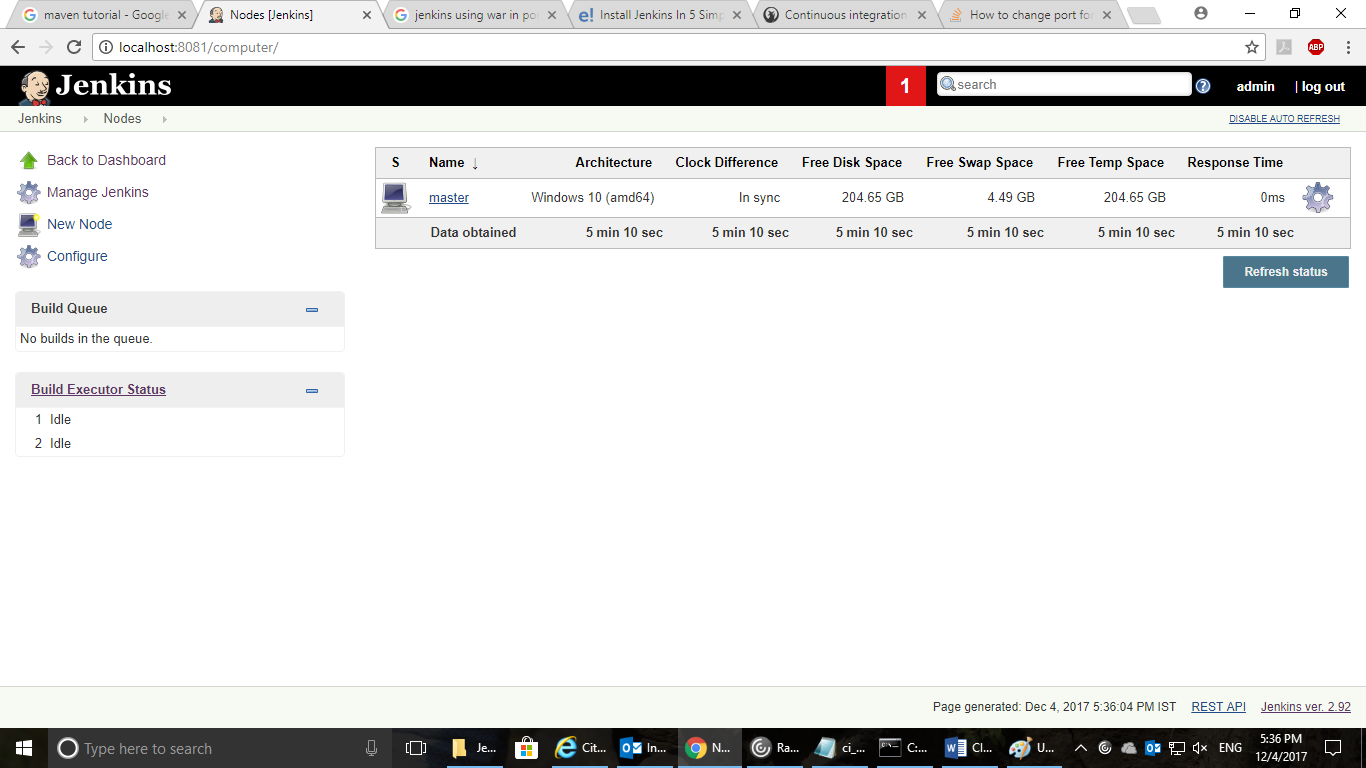 maven tutorial - Google
Nodes [Jenkins]
jenkins using war in po
Install Jenkins In 5 Simp
Continuous integration
How to change port fo
localhost:8081/computer/
ABP
Jenkins
1
search
admin
| log out
Jenkins
Nodes
DISABLE AUTO REFRESH
Back to Dashboard
Manage Jenkins
New Node
Configure
Build Queue
No builds in the queue.
Build Executor Status
1 Idle
2 Idle
S Name ↓ Architecture Clock Difference Free Disk Space Free Swap Space Free Temp Space Response Time
master Windows 10 (amd64) In sync 204.65 GB 4.49 GB 204.65 GB 0ms
Data obtained 5 min 10 sec 5 min 10 sec 5 min 10 sec 5 min 10 sec 5 min 10 sec 5 min 10 sec
Refresh status
Page generated: Dec 4, 2017 5:36:04 PM IST REST API Jenkins ver. 2.92
Type here to search
Je...
Cit...
In...
N...
Ra...
ci_...
C:...
Cl...
U...
ENG
5:36 PM
12/4/2017